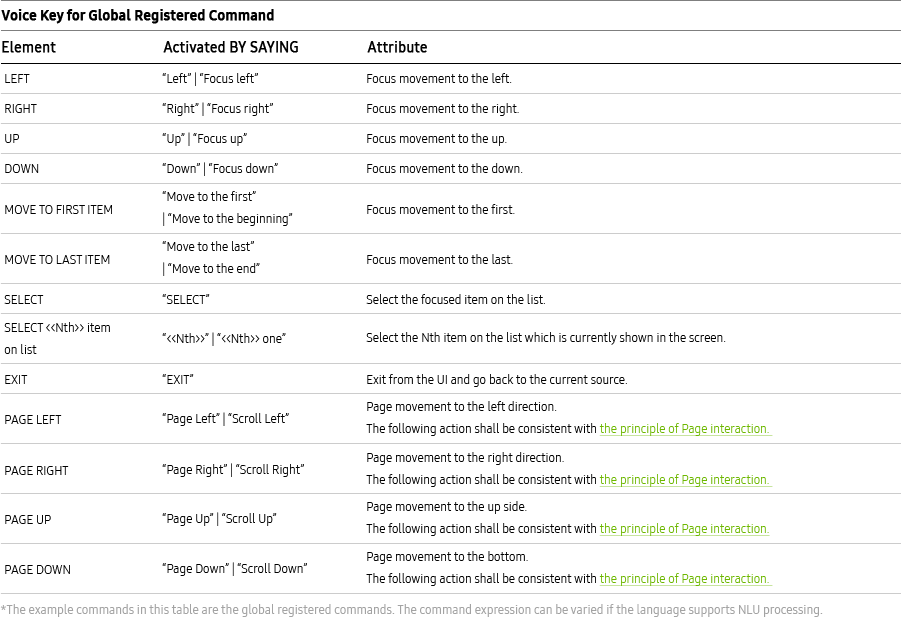 Voice Key for Global Registered Command
Element Activated BY SAYING Attribute
LEFT “Left” | “Focus left” Focus movement to the left.
RIGHT “Right” | “Focus right” Focus movement to the right.
UP “Up” | “Focus up” Focus movement to the up.
DOWN “Down” | “Focus down” Focus movement to the down.
MOVE TO FIRST ITEM “Move to the first”
| “Move to the beginning” Focus movement to the first.
MOVE TO LAST ITEM “Move to the last”
| “Move to the end” Focus movement to the last.
SELECT “SELECT” Select the focused item on the list.
SELECT <<Nth>> item
on list “<<Nth>>” | “<<Nth>> one” Select the Nth item on the list which is currently shown in the screen.
EXIT “EXIT” Exit from the UI and go back to the current source.
PAGE LEFT “Page Left” | “Scroll Left” Page movement to the left direction.
The following action shall be consistent with the principle of Page interaction.
PAGE RIGHT “Page Right” | “Scroll Right” Page movement to the right direction.
The following action shall be consistent with the principle of Page interaction.
PAGE UP “Page Up” | “Scroll Up” Page movement to the up side.
The following action shall be consistent with the principle of Page interaction.
PAGE DOWN “Page Down” | “Scroll Down” Page movement to the bottom.
The following action shall be consistent with the principle of Page interaction.
*The example commands in this table are the global registered commands. The command expression can be varied if the language supports NLU processing.